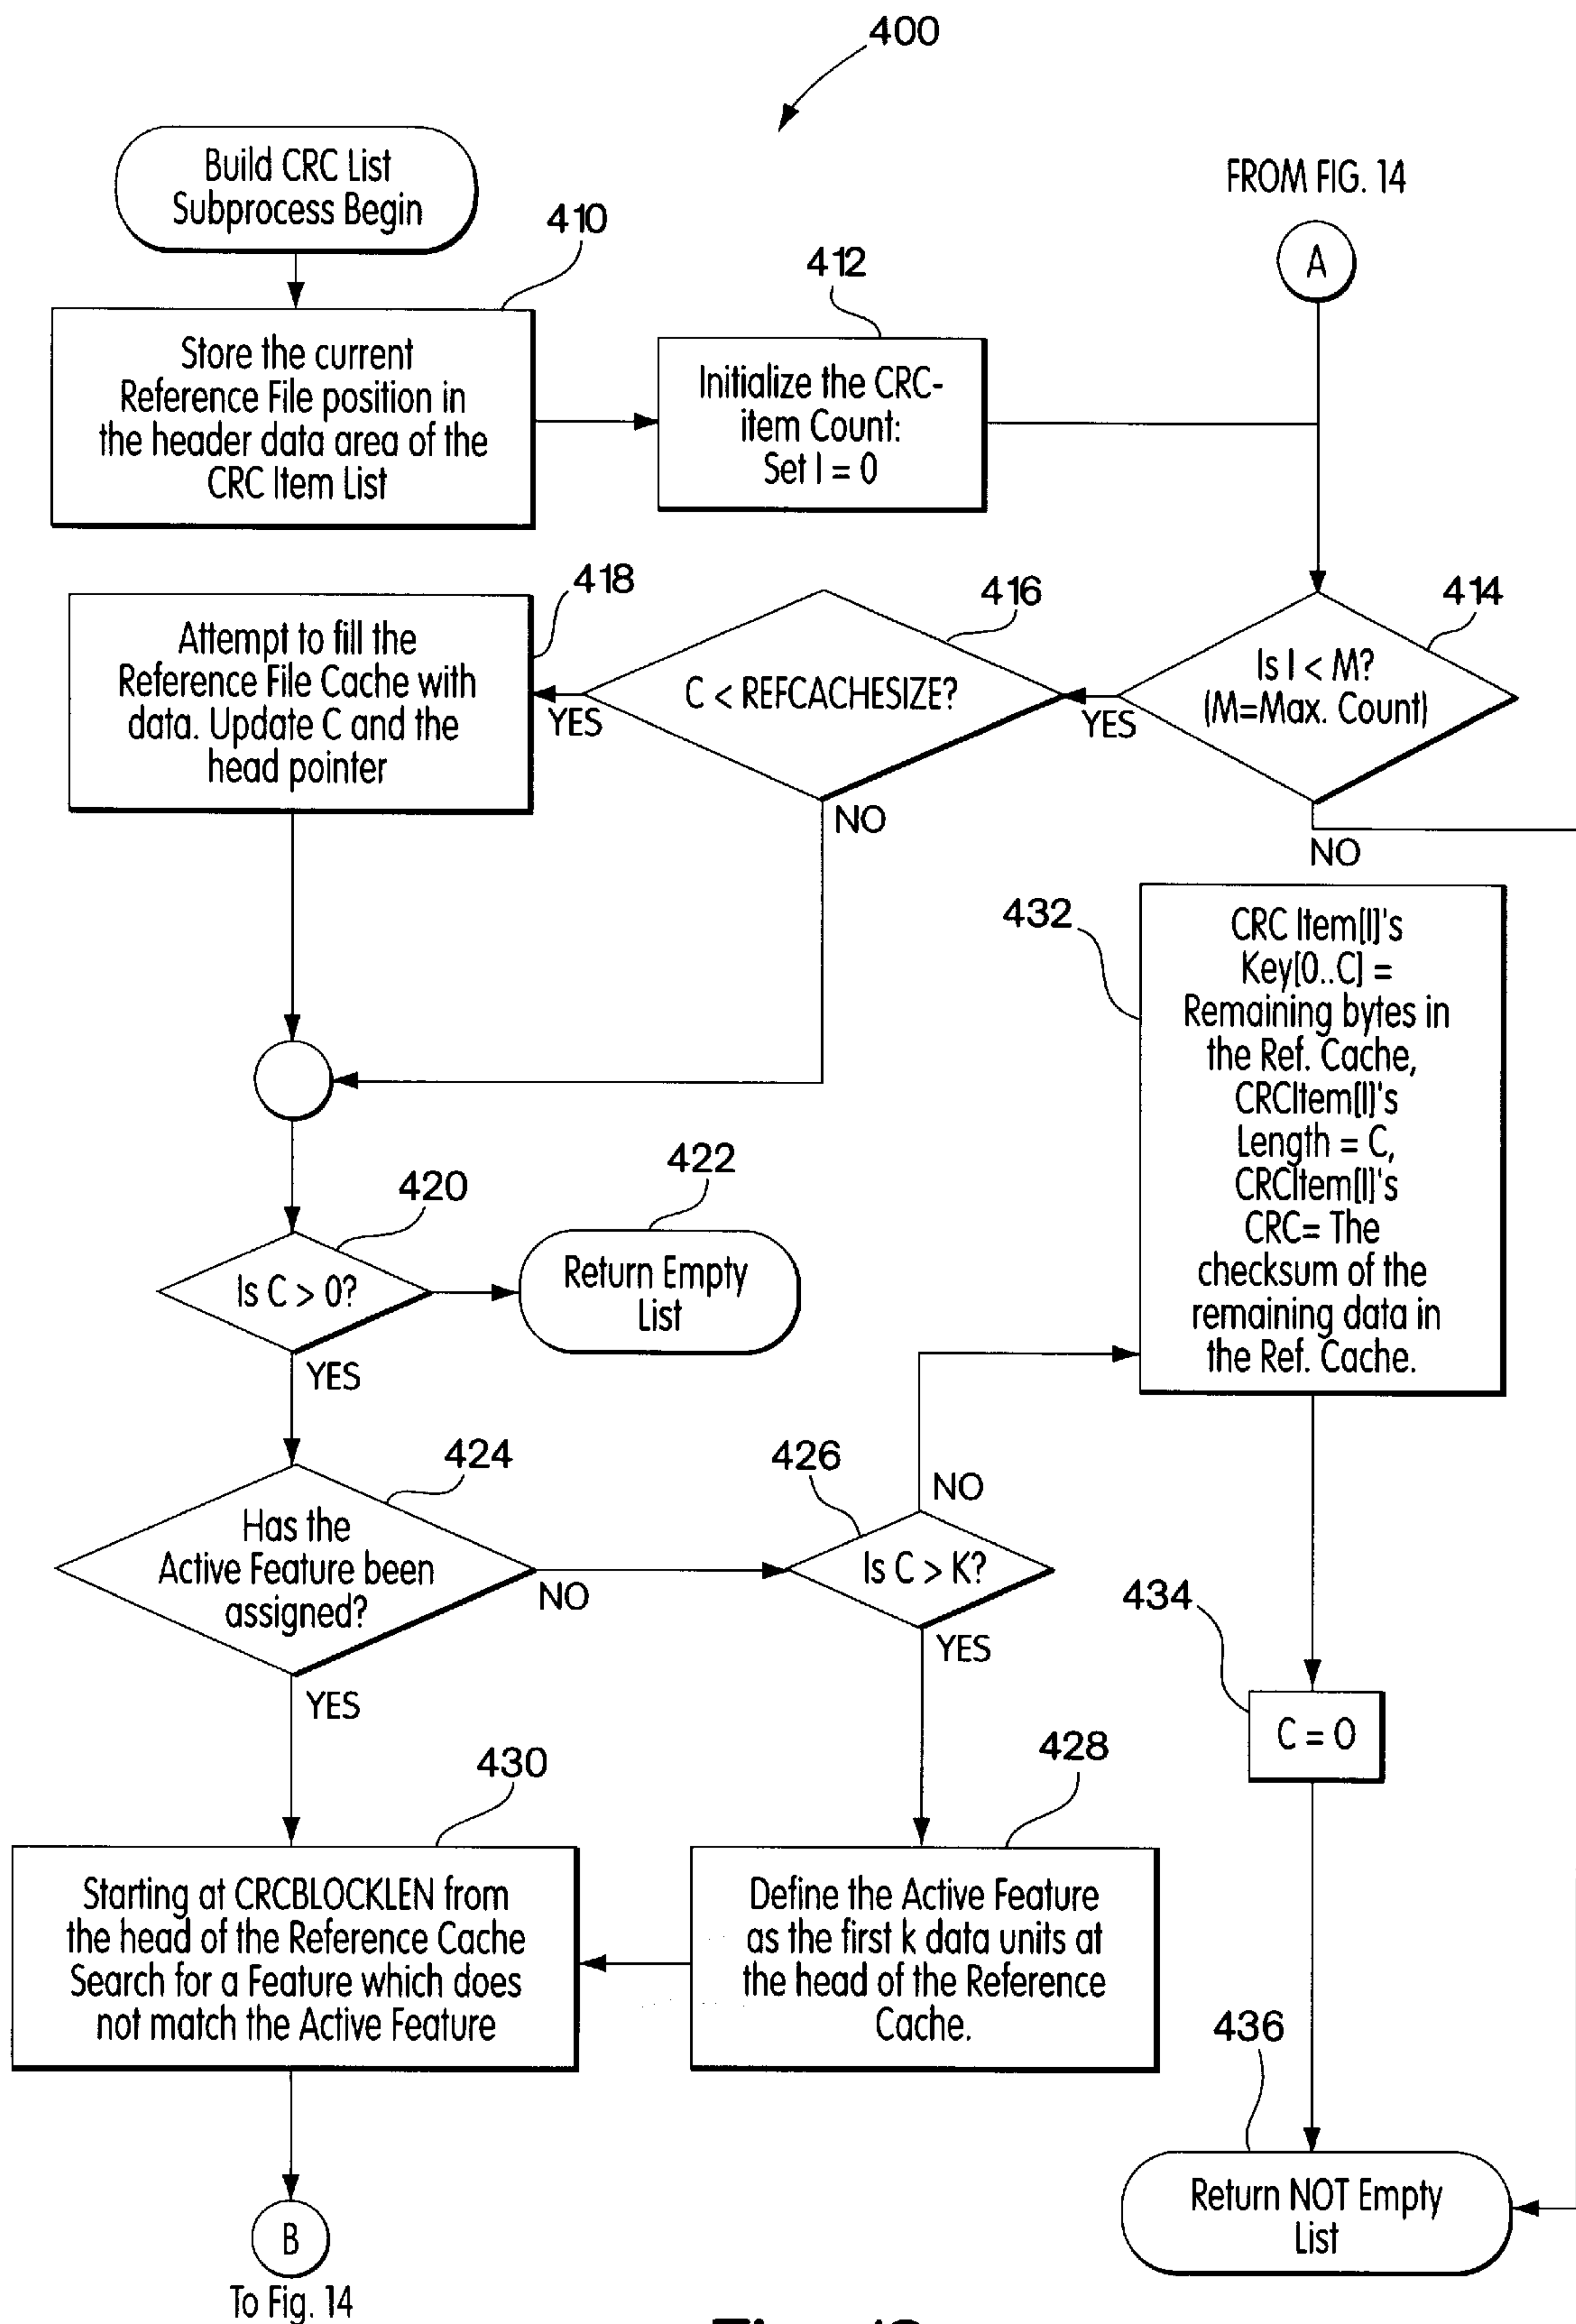 400
Build CRC List
Subprocess Begin
FROM FIG. 14
A
410
Store the current
Reference File position in
the header data area of the
CRC Item List
412
Initialize the CRC-
item Count:
Set I = 0
414
Is I < M?
(M=Max. Count)
YES
NO
416
C < REFCACHESIZE?
YES
NO
418
Attempt to fill the
Reference File Cache with
data. Update C and the
head pointer
420
Is C > 0?
YES
422
Return Empty
List
424
Has the
Active Feature been
assigned?
NO
YES
426
Is C > K?
NO
YES
428
Define the Active Feature
as the first k data units at
the head of the Reference
Cache.
430
Starting at CRCBLOCKLEN from
the head of the Reference Cache
Search for a Feature which does
not match the Active Feature
432
CRC Item[I]'s
Key[0..C] =
Remaining bytes in
the Ref. Cache,
CRCItem[I]'s
Length = C,
CRCItem[I]'s
CRC= The
checksum of the
remaining data in
the Ref. Cache.
434
C = 0
436
Return NOT Empty
List
B
To Fig. 14